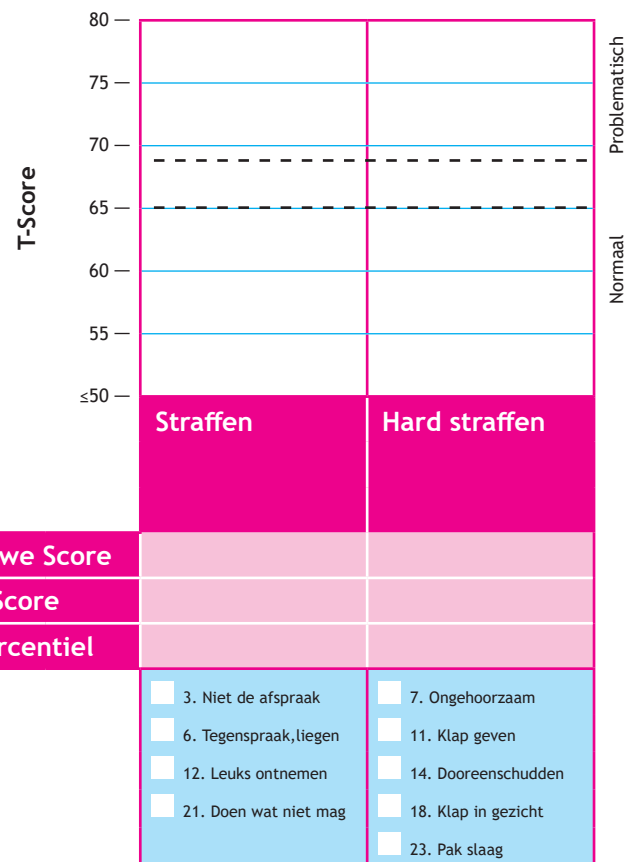 80
75
70
65
60
55
≤50
T-Score
Problematisch
Normaal
Straffen
Hard straffen
we Score
Score
rcentiel
3. Niet de afspraak
6. Tegenspraak,liegen
12. Leuks ontnemen
21. Doen wat niet mag
7. Ongehoorzaam
11. Klap geven
14. Dooreenschudden
18. Klap in gezicht
23. Pak slaag